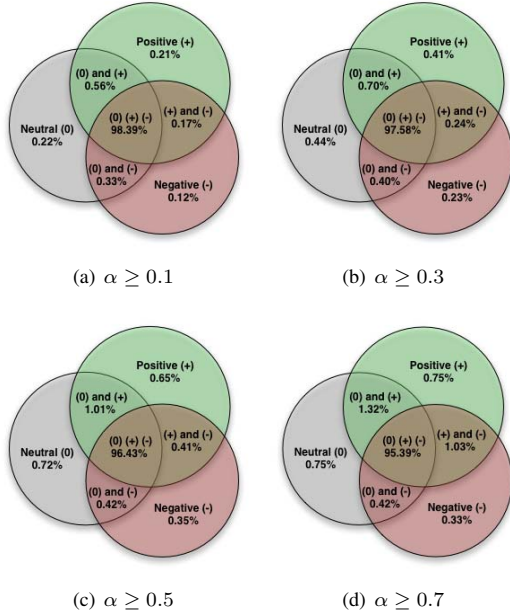 Positive (+)
0.21%
(0) and (+)
0.56%
Neutral (0)
0.22%
(0) (+) (-)
98.39%
(+) and (-)
0.17%
(0) and (-)
0.33%
Negative (-)
0.12%
(a) α ≥ 0.1
Positive (+)
0.41%
(0) and (+)
0.70%
Neutral (0)
0.44%
(0) (+) (-)
97.58%
(+) and (-)
0.24%
(0) and (-)
0.40%
Negative (-)
0.23%
(b) α ≥ 0.3
Positive (+)
0.65%
(0) and (+)
1.01%
Neutral (0)
0.72%
(0) (+) (-)
96.43%
(+) and (-)
0.41%
(0) and (-)
0.42%
Negative (-)
0.35%
(c) α ≥ 0.5
Positive (+)
0.75%
(0) and (+)
1.32%
Neutral (0)
0.75%
(0) (+) (-)
95.39%
(+) and (-)
1.03%
(0) and (-)
0.42%
Negative (-)
0.33%
(d) α ≥ 0.7